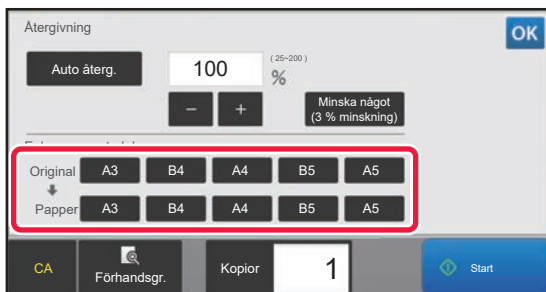 Återgivning
OK
Auto återg.
100
(25~200)
%
−
+
Minska något
(3 % minskning)
Original
A3
B4
A4
B5
A5
Papper
A3
B4
A4
B5
A5
CA
Förhandsgr.
Kopior
1
Start